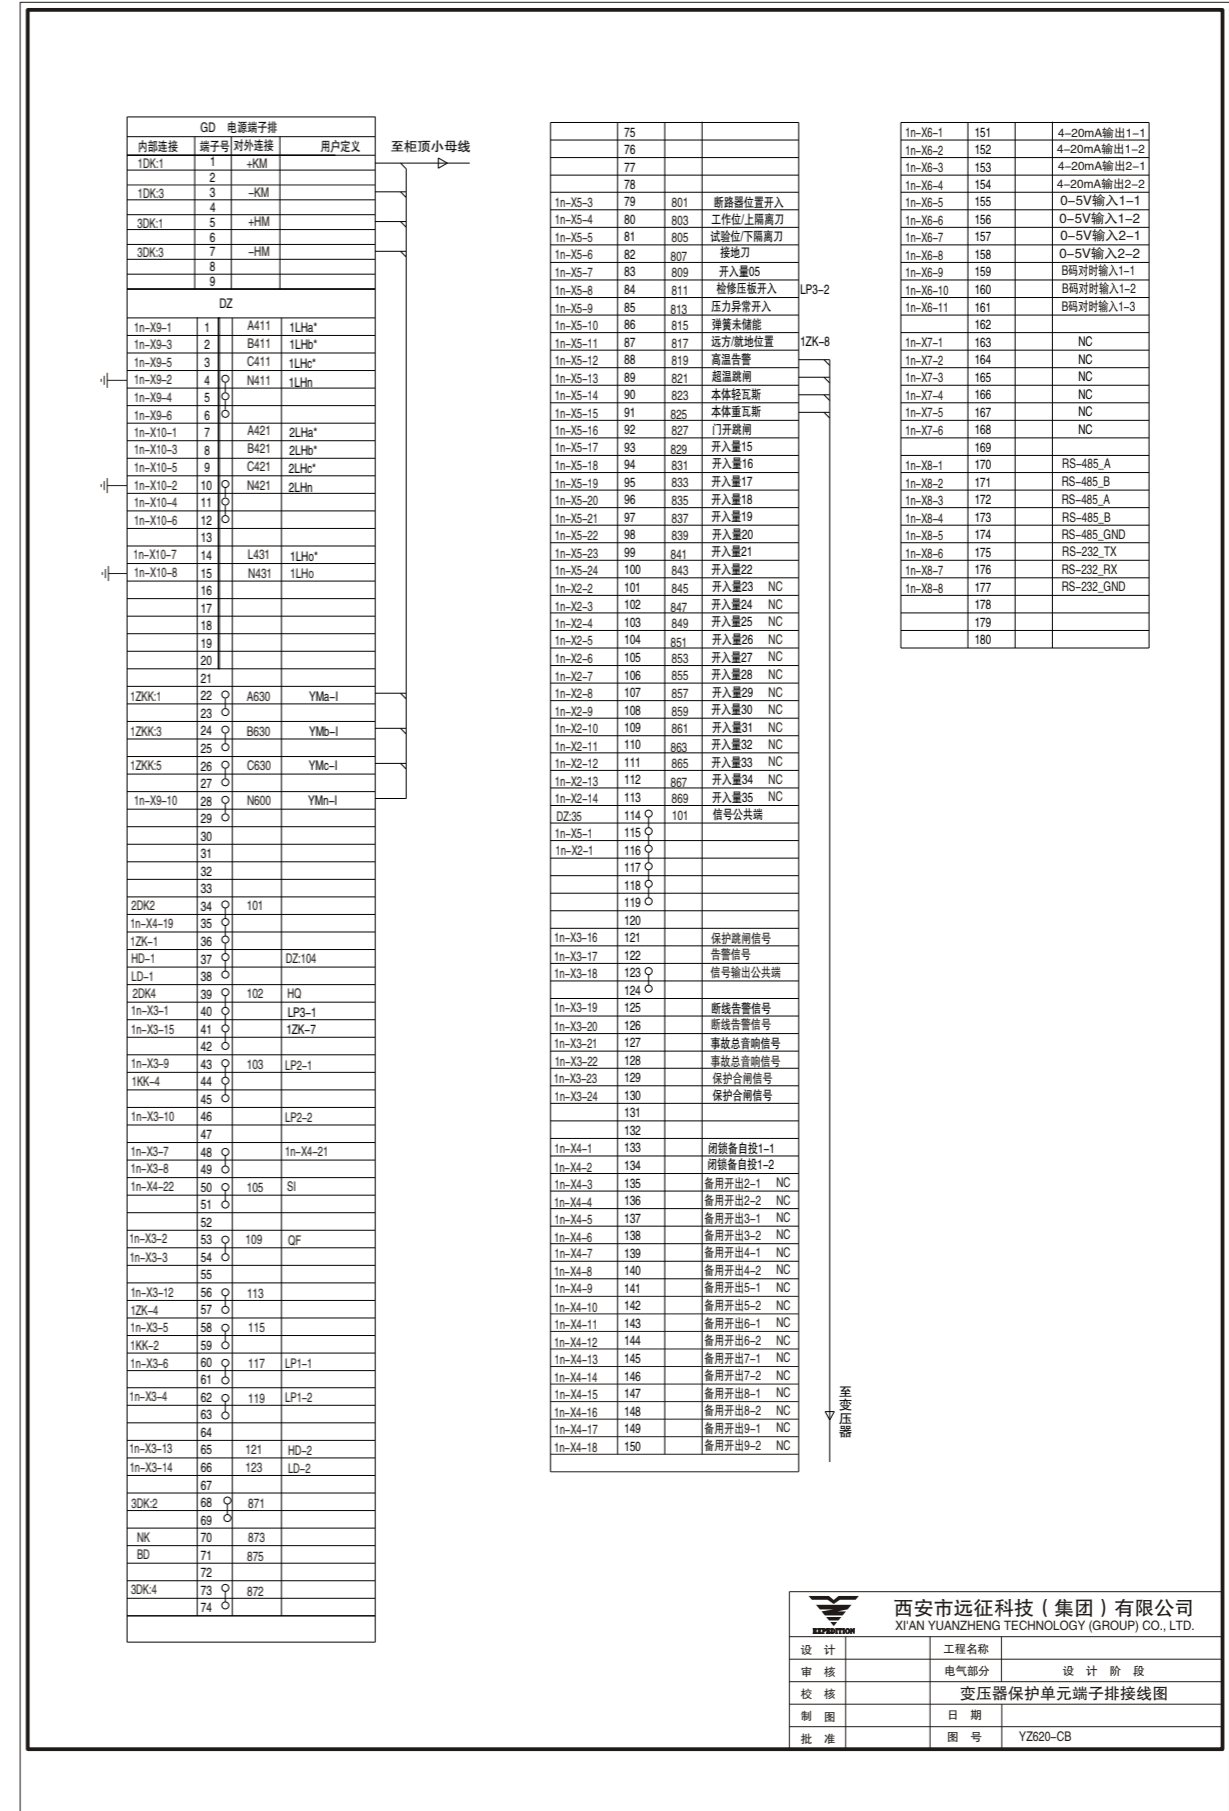 GD 电源端子排
内部连接 端子号 对外连接 用户定义
1DK:1 1 +KM
2
1DK:3 3 –KM
4
3DK:1 5 +HM
6
3DK:3 7 –HM
8
9
至柜顶小母线
DZ
1n–X9–1 1 A411 1LHa*
1n–X9–3 2 B411 1LHb*
1n–X9–5 3 C411 1LHc*
1n–X9–2 4 N411 1LHn
1n–X9–4 5
1n–X9–6 6
1n–X10–1 7 A421 2LHa*
1n–X10–3 8 B421 2LHb*
1n–X10–5 9 C421 2LHc*
1n–X10–2 10 N421 2LHn
1n–X10–4 11
1n–X10–6 12
13
1n–X10–7 14 L431 1LHo*
1n–X10–8 15 N431 1LHo
16
17
18
19
20
21
1ZKK:1 22 A630 YMa–I
23
1ZKK:3 24 B630 YMb–I
25
1ZKK:5 26 C630 YMc–I
27
1n–X9–10 28 N600 YMn–I
29
30
31
32
33
2DK2 34 101
1n–X4–19 35
1ZK–1 36
HD–1 37 DZ:104
LD–1 38
2DK4 39 102 HQ
1n–X3–1 40 LP3–1
1n–X3–15 41 1ZK–7
42
1n–X3–9 43 103 LP2–1
1KK–4 44
45
1n–X3–10 46 LP2–2
47
1n–X3–7 48 1n–X4–21
1n–X3–8 49
1n–X4–22 50 105 SI
51
52
1n–X3–2 53 109 QF
1n–X3–3 54
55
1n–X3–12 56 113
1ZK–4 57
1n–X3–5 58 115
1KK–2 59
1n–X3–6 60 117 LP1–1
61
1n–X3–4 62 119 LP1–2
63
64
1n–X3–13 65 121 HD–2
1n–X3–14 66 123 LD–2
67
3DK:2 68 871
69
NK 70 873
BD 71 875
72
3DK:4 73 872
74
75
76
77
78
1n–X5–3 79 801 断路器位置开入
1n–X5–4 80 803 工作位/上隔离刀
1n–X5–5 81 805 试验位/下隔离刀
1n–X5–6 82 807 接地刀
1n–X5–7 83 809 开入量05
1n–X5–8 84 811 检修压板开入 LP3–2
1n–X5–9 85 813 压力异常开入
1n–X5–10 86 815 弹簧未储能
1n–X5–11 87 817 远方/就地位置 1ZK–8
1n–X5–12 88 819 高温告警
1n–X5–13 89 821 超温跳闸
1n–X5–14 90 823 本体轻瓦斯
1n–X5–15 91 825 本体重瓦斯
1n–X5–16 92 827 门开跳闸
1n–X5–17 93 829 开入量15
1n–X5–18 94 831 开入量16
1n–X5–19 95 833 开入量17
1n–X5–20 96 835 开入量18
1n–X5–21 97 837 开入量19
1n–X5–22 98 839 开入量20
1n–X5–23 99 841 开入量21
1n–X5–24 100 843 开入量22
1n–X2–2 101 845 开入量23 NC
1n–X2–3 102 847 开入量24 NC
1n–X2–4 103 849 开入量25 NC
1n–X2–5 104 851 开入量26 NC
1n–X2–6 105 853 开入量27 NC
1n–X2–7 106 855 开入量28 NC
1n–X2–8 107 857 开入量29 NC
1n–X2–9 108 859 开入量30 NC
1n–X2–10 109 861 开入量31 NC
1n–X2–11 110 863 开入量32 NC
1n–X2–12 111 865 开入量33 NC
1n–X2–13 112 867 开入量34 NC
1n–X2–14 113 869 开入量35 NC
DZ:35 114 101 信号公共端
1n–X5–1 115
1n–X2–1 116
117
118
119
120
1n–X3–16 121 保护跳闸信号
1n–X3–17 122 告警信号
1n–X3–18 123 信号输出公共端
124
1n–X3–19 125 断线告警信号
1n–X3–20 126 断线告警信号
1n–X3–21 127 事故总音响信号
1n–X3–22 128 事故总音响信号
1n–X3–23 129 保护合闸信号
1n–X3–24 130 保护合闸信号
131
132
1n–X4–1 133 闭锁备自投1–1
1n–X4–2 134 闭锁备自投1–2
1n–X4–3 135 备用开出2–1 NC
1n–X4–4 136 备用开出2–2 NC
1n–X4–5 137 备用开出3–1 NC
1n–X4–6 138 备用开出3–2 NC
1n–X4–7 139 备用开出4–1 NC
1n–X4–8 140 备用开出4–2 NC
1n–X4–9 141 备用开出5–1 NC
1n–X4–10 142 备用开出5–2 NC
1n–X4–11 143 备用开出6–1 NC
1n–X4–12 144 备用开出6–2 NC
1n–X4–13 145 备用开出7–1 NC
1n–X4–14 146 备用开出7–2 NC
1n–X4–15 147 备用开出8–1 NC
1n–X4–16 148 备用开出8–2 NC
1n–X4–17 149 备用开出9–1 NC
1n–X4–18 150 备用开出9–2 NC
至变压器
1n–X6–1 151 4–20mA输出1–1
1n–X6–2 152 4–20mA输出1–2
1n–X6–3 153 4–20mA输出2–1
1n–X6–4 154 4–20mA输出2–2
1n–X6–5 155 0–5V输入1–1
1n–X6–6 156 0–5V输入1–2
1n–X6–7 157 0–5V输入2–1
1n–X6–8 158 0–5V输入2–2
1n–X6–9 159 B码对时输入1–1
1n–X6–10 160 B码对时输入1–2
1n–X6–11 161 B码对时输入1–3
162
1n–X7–1 163 NC
1n–X7–2 164 NC
1n–X7–3 165 NC
1n–X7–4 166 NC
1n–X7–5 167 NC
1n–X7–6 168 NC
169
1n–X8–1 170 RS–485_A
1n–X8–2 171 RS–485_B
1n–X8–3 172 RS–485_A
1n–X8–4 173 RS–485_B
1n–X8–5 174 RS–485_GND
1n–X8–6 175 RS–232_TX
1n–X8–7 176 RS–232_RX
1n–X8–8 177 RS–232_GND
178
179
180
EXPEDITION
西安市远征科技（集团）有限公司
XI'AN YUANZHENG TECHNOLOGY (GROUP) CO., LTD.
设 计 工程名称
审 核 电气部分 设 计 阶 段
校 核 变压器保护单元端子排接线图
制 图 日 期
批 准 图 号 YZ620–CB